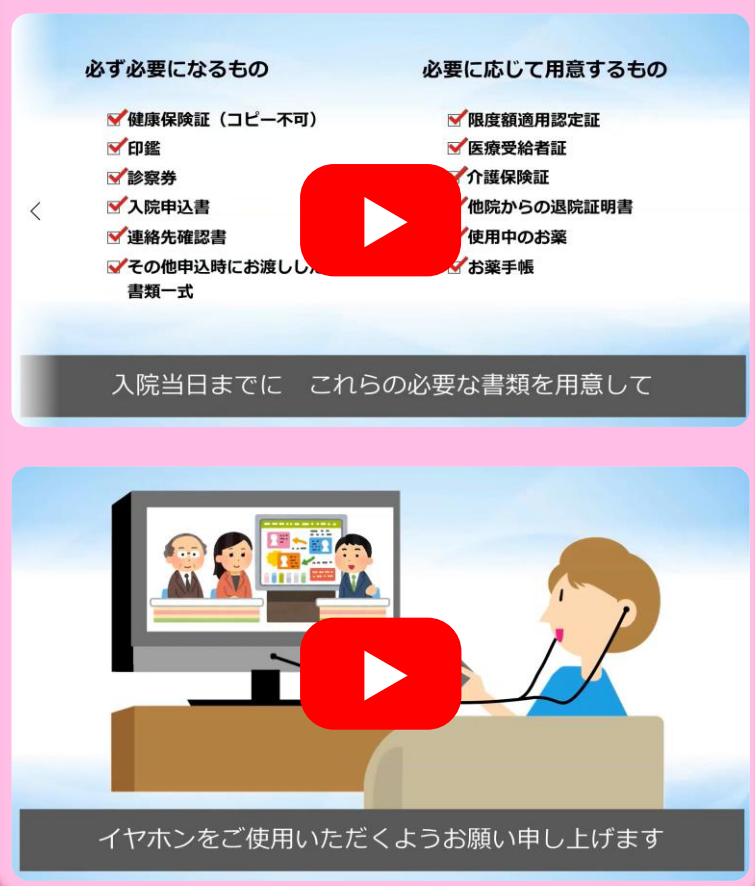 必ず必要になるもの
健康保険証（コピー不可）
印鑑
診察券
入院申込書
連絡先確認書
その他申込時にお渡しし
書類一式
必要に応じて用意するもの
限度額適用認定証
医療受給者証
介護保険証
他院からの退院証明書
使用中のお薬
お薬手帳
入院当日までに　これらの必要な書類を用意して
イヤホンをご使用いただくようお願い申し上げます